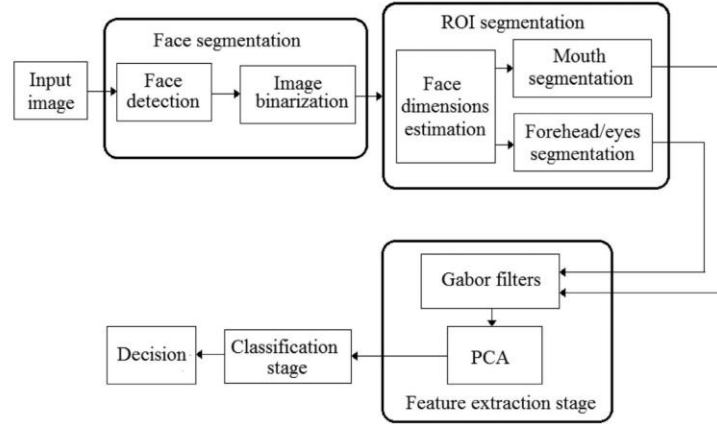 Face segmentation
ROI segmentation
Input
image
Face
detection
Image
binarization
Face
dimensions
estimation
Mouth
segmentation
Forehead/eyes
segmentation
Gabor filters
PCA
Feature extraction stage
Classification
stage
Decision